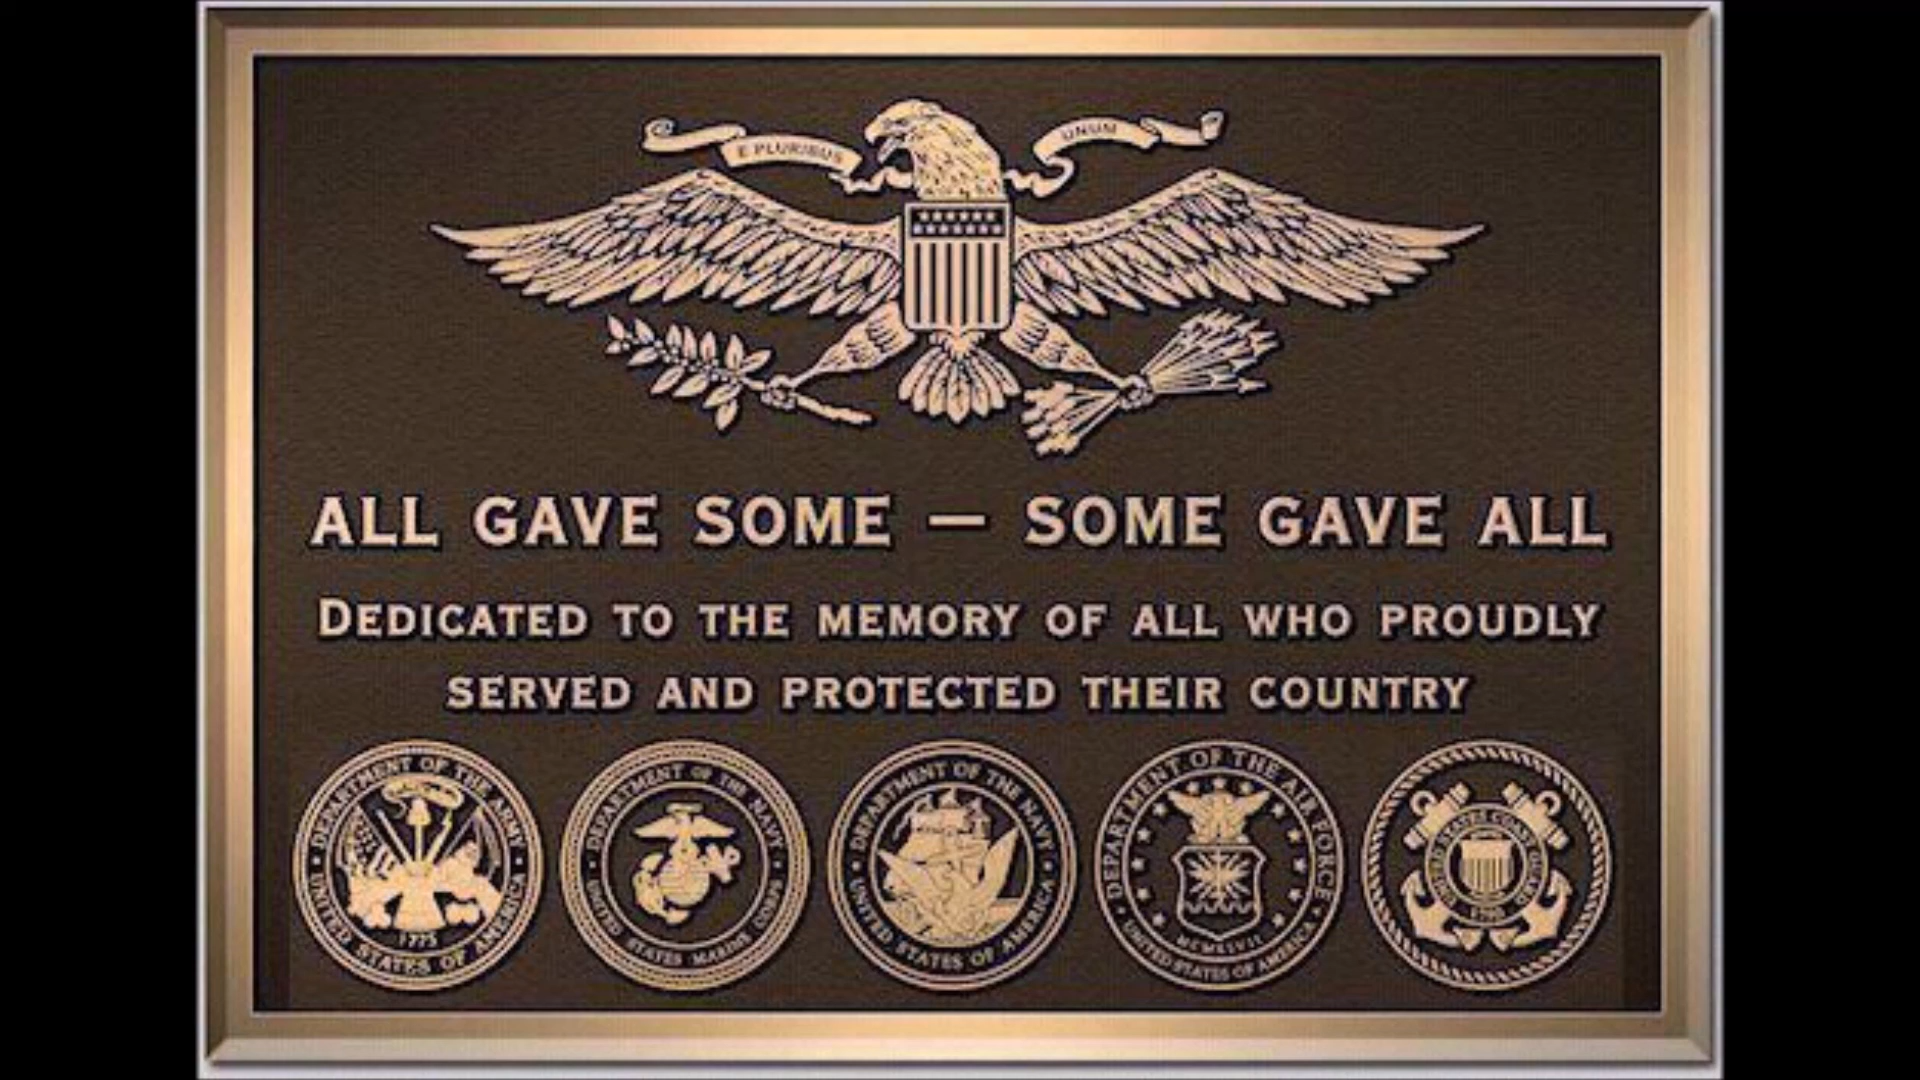 E PLURIBUS UNUM
ALL GAVE SOME — SOME GAVE ALL
DEDICATED TO THE MEMORY OF ALL WHO PROUDLY
SERVED AND PROTECTED THEIR COUNTRY
DEPARTMENT OF THE ARMY
UNITED STATES OF AMERICA
1775
DEPARTMENT OF THE NAVY
UNITED STATES MARINE CORPS
DEPARTMENT OF THE NAVY
UNITED STATES OF AMERICA
DEPARTMENT OF THE AIR FORCE
MCMXLVII
UNITED STATES OF AMERICA
UNITED STATES COAST GUARD
1790